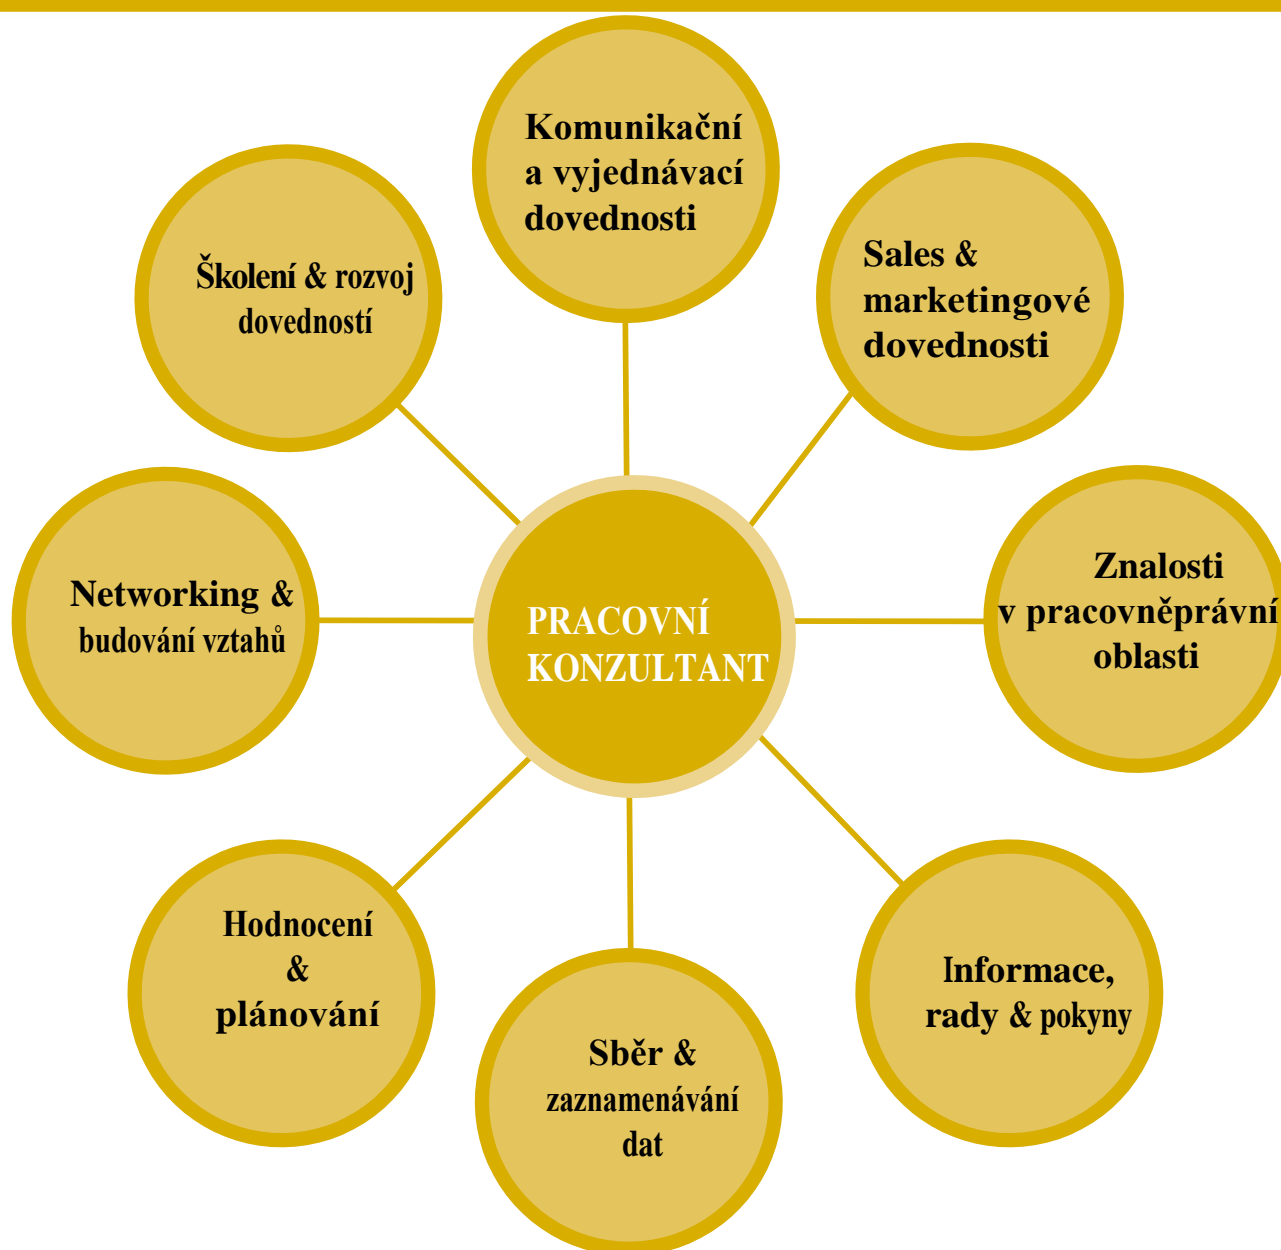 Komunikační
a vyjednávací
dovednosti
Sales &
marketingové
dovednosti
Školení & rozvoj
dovedností
Networking &
budování vztahů
PRACOVNÍ
KONZULTANT
Znalosti
v pracovněprávní
oblasti
Hodnocení
&
plánování
Informace,
rady & pokyny
Sběr &
zaznamenávání
dat